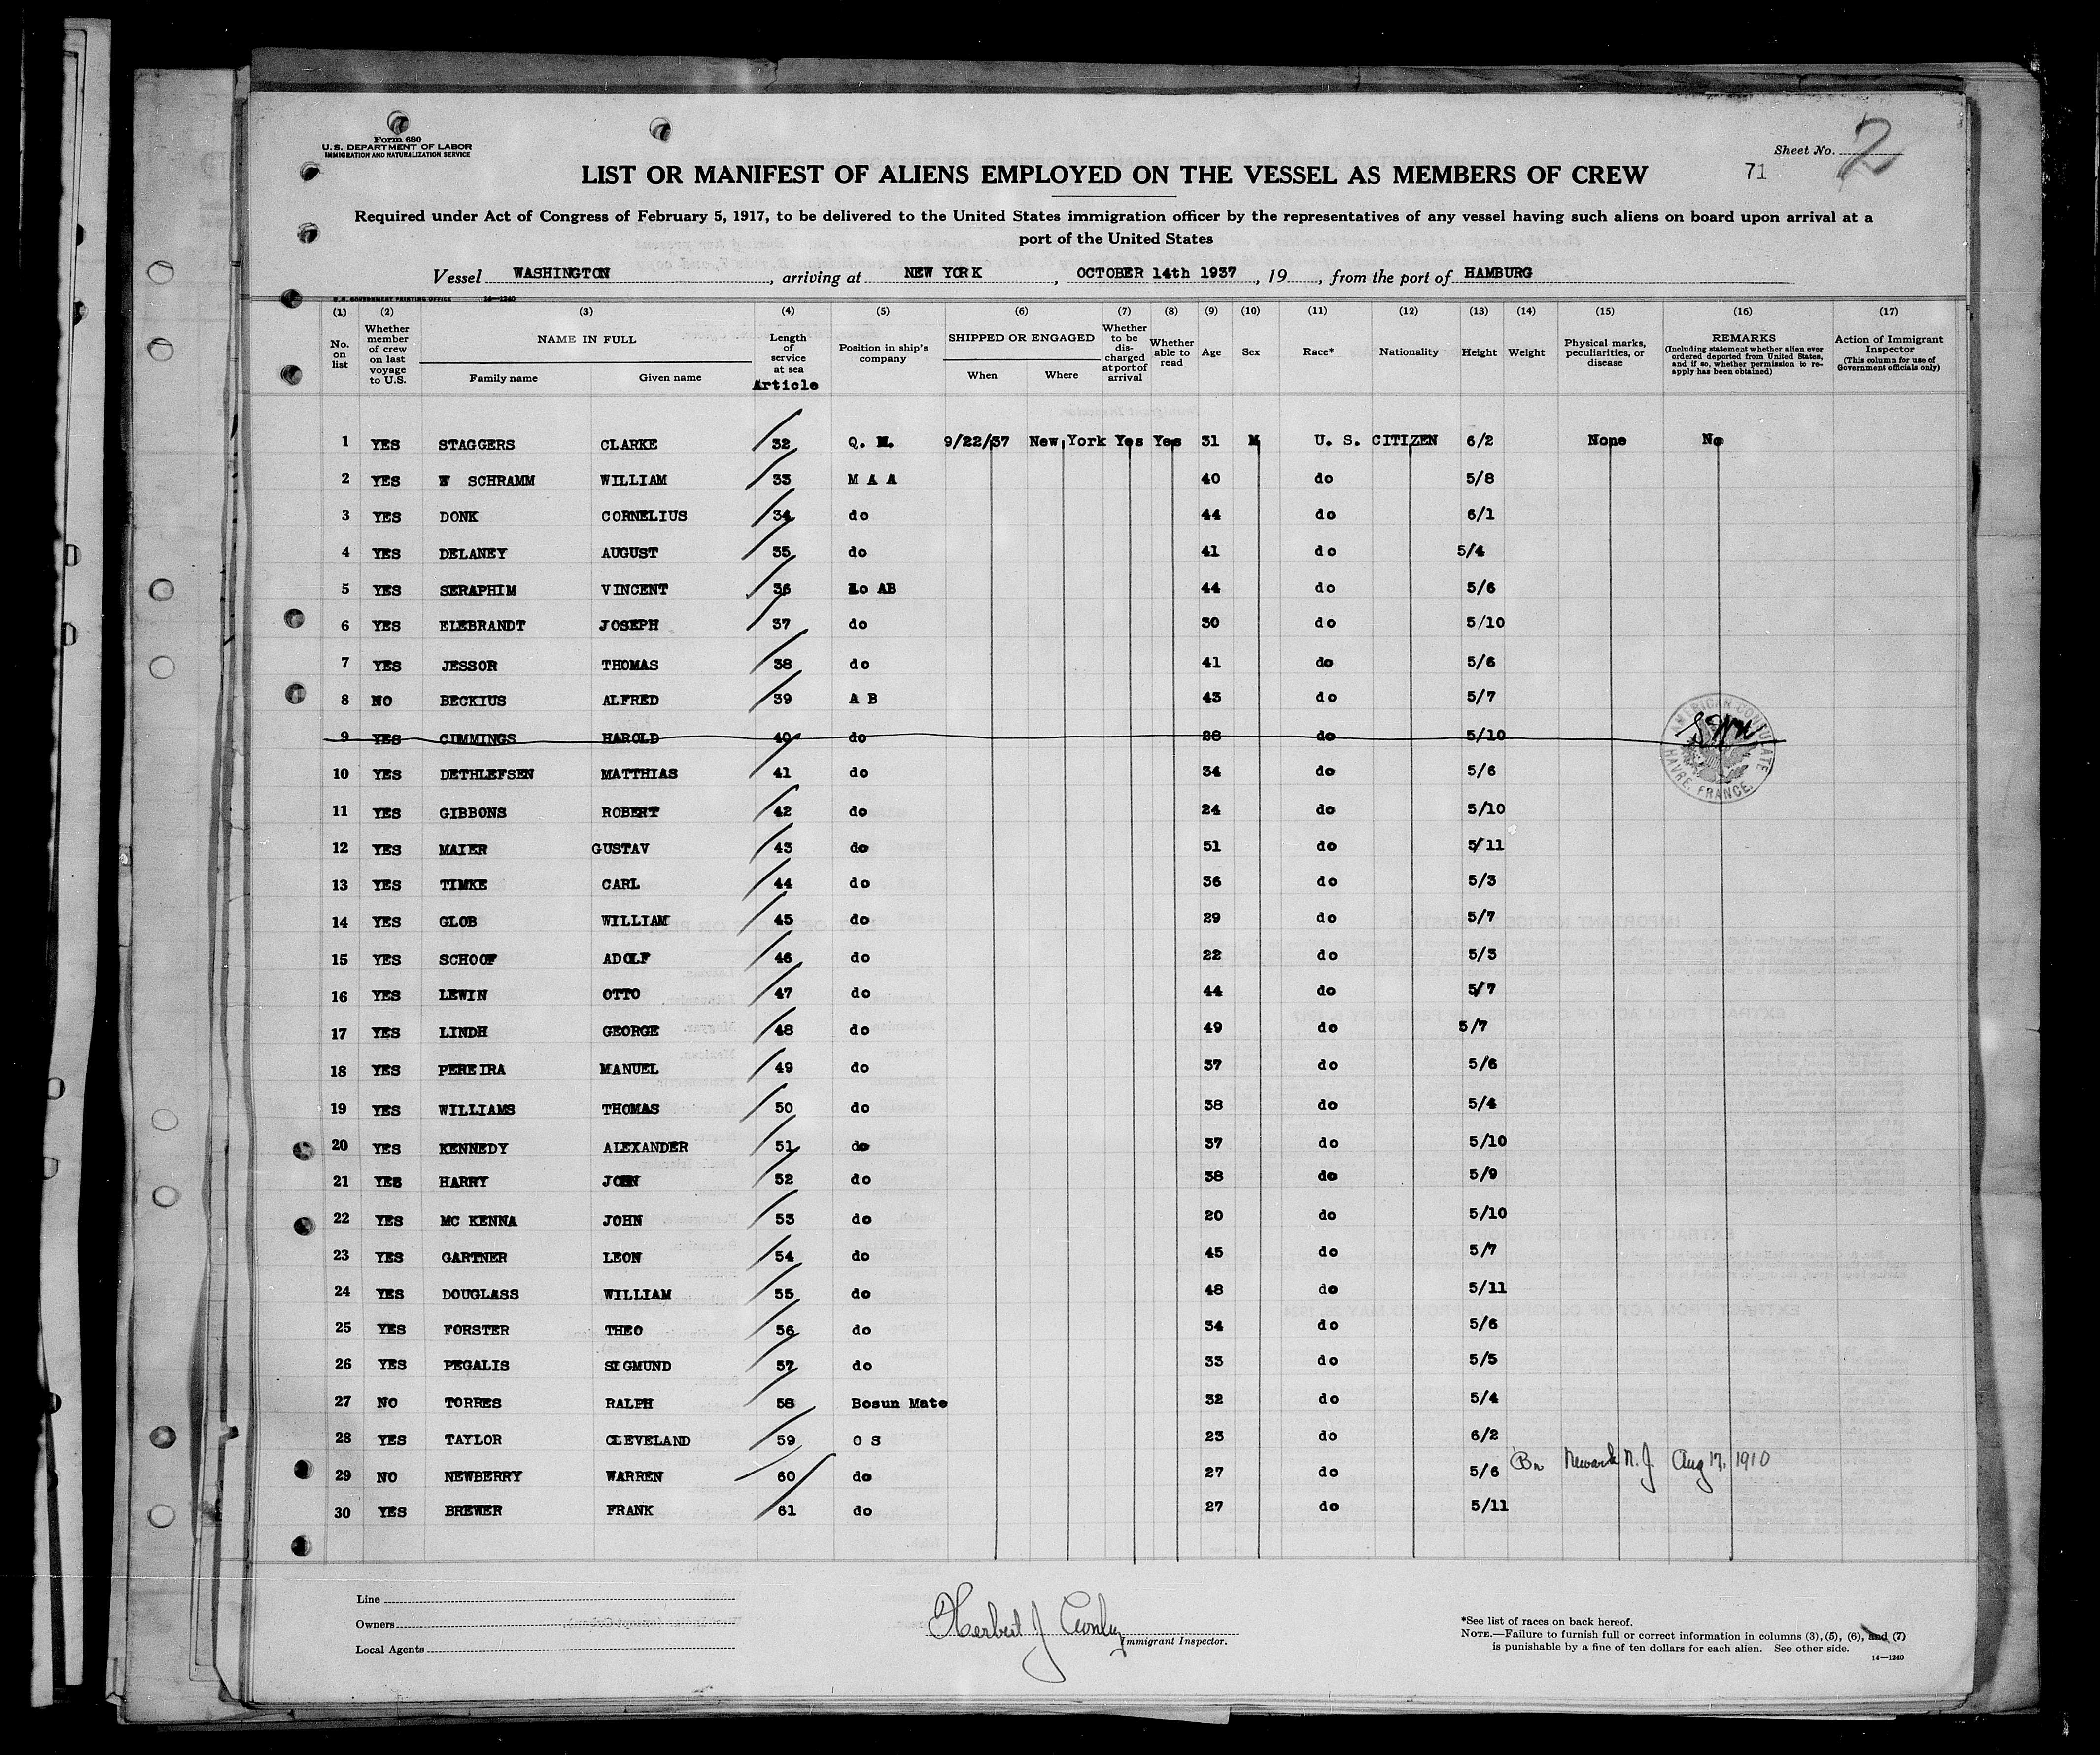 Form 680
U.S. DEPARTMENT OF LABOR
IMMIGRATION AND NATURALIZATION SERVICE
Sheet No. 2
71
LIST OR MANIFEST OF ALIENS EMPLOYED ON THE VESSEL AS MEMBERS OF CREW
Required under Act of Congress of February 5, 1917, to be delivered to the United States immigration officer by the representatives of any vessel having such aliens on board upon arrival at a
port of the United States
Vessel WASHINGTON, arriving at NEW YORK, OCTOBER 14th 1937, 19, from the port of HAMBURG
U.S. GOVERNMENT PRINTING OFFICE 14—1240
(1) (2) (3) (4) (5) (6) (7) (8) (9) (10) (11) (12) (13) (14) (15) (16) (17)
No. on list
Whether member of crew on last voyage to U.S.
NAME IN FULL
Family name Given name
Length of service at sea
Article
Position in ship's company
SHIPPED OR ENGAGED
When Where
Whether to be discharged at port of arrival
Whether able to read
Age
Sex
Race*
Nationality
Height
Weight
Physical marks, peculiarities, or disease
REMARKS
(Including statement whether alien ever ordered deported from United States, and if so, whether permission to reapply has been obtained)
Action of Immigrant Inspector
(This column for use of Government officials only)
1 YES STAGGERS CLARKE 32 Q. M. 9/22/37 New York Yes Yes 31 M U. S. CITIZEN 6/2 None No
2 YES W SCHRAMM WILLIAM 33 M A A 40 do 5/8
3 YES DONK CORNELIUS 34 do 44 do 6/1
4 YES DELANEY AUGUST 35 do 41 do 5/4
5 YES SERAPHIM VINCENT 36 Lo AB 44 do 5/6
6 YES ELEBRANDT JOSEPH 37 do 30 do 5/10
7 YES JESSOR THOMAS 38 do 41 do 5/6
8 NO BECKIUS ALFRED 39 A B 43 do 5/7
9 YES CUMMINGS HAROLD 40 do 28 do 5/10
AMERICAN CONSULATE HAVRE, FRANCE.
10 YES DETHLEFSEN MATTHIAS 41 do 34 do 5/6
11 YES GIBBONS ROBERT 42 do 24 do 5/10
12 YES MAIER GUSTAV 43 do 51 do 5/11
13 YES TIMKE CARL 44 do 36 do 5/3
14 YES GLOB WILLIAM 45 do 29 do 5/7
15 YES SCHOOF ADOLF 46 do 22 do 5/3
16 YES LEWIN OTTO 47 do 44 do 5/7
17 YES LINDH GEORGE 48 do 49 do 5/7
18 YES PEREIRA MANUEL 49 do 37 do 5/6
19 YES WILLIAMS THOMAS 50 do 38 do 5/4
20 YES KENNEDY ALEXANDER 51 do 37 do 5/10
21 YES HARRY JOHN 52 do 38 do 5/9
22 YES MC KENNA JOHN 53 do 20 do 5/10
23 YES GARTNER LEON 54 do 45 do 5/7
24 YES DOUGLASS WILLIAM 55 do 48 do 5/11
25 YES FORSTER THEO 56 do 34 do 5/6
26 YES PEGALIS SIGMUND 57 do 33 do 5/5
27 NO TORRES RALPH 58 Bosun Mate 32 do 5/4
28 YES TAYLOR CLEVELAND 59 O S 23 do 6/2
29 NO NEWBERRY WARREN 60 do 27 do 5/6 Bn Newark N. J. Aug 17, 1910
30 YES BREWER FRANK 61 do 27 do 5/11
Line
Owners
Local Agents
Herbert J
Immigrant Inspector.
*See list of races on back hereof.
NOTE.—Failure to furnish full or correct information in columns (3), (5), (6), and (7)
is punishable by a fine of ten dollars for each alien. See other side.
14—1240